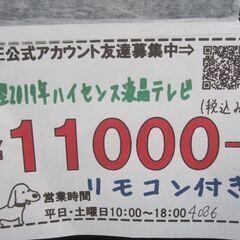 王公式アカウント友達募集中⇒
型2019年ハイセンス液晶テレビ
(税込み
¥11000-
リモコン付き
営業時間
平日・土曜日10:00～18:00 4086